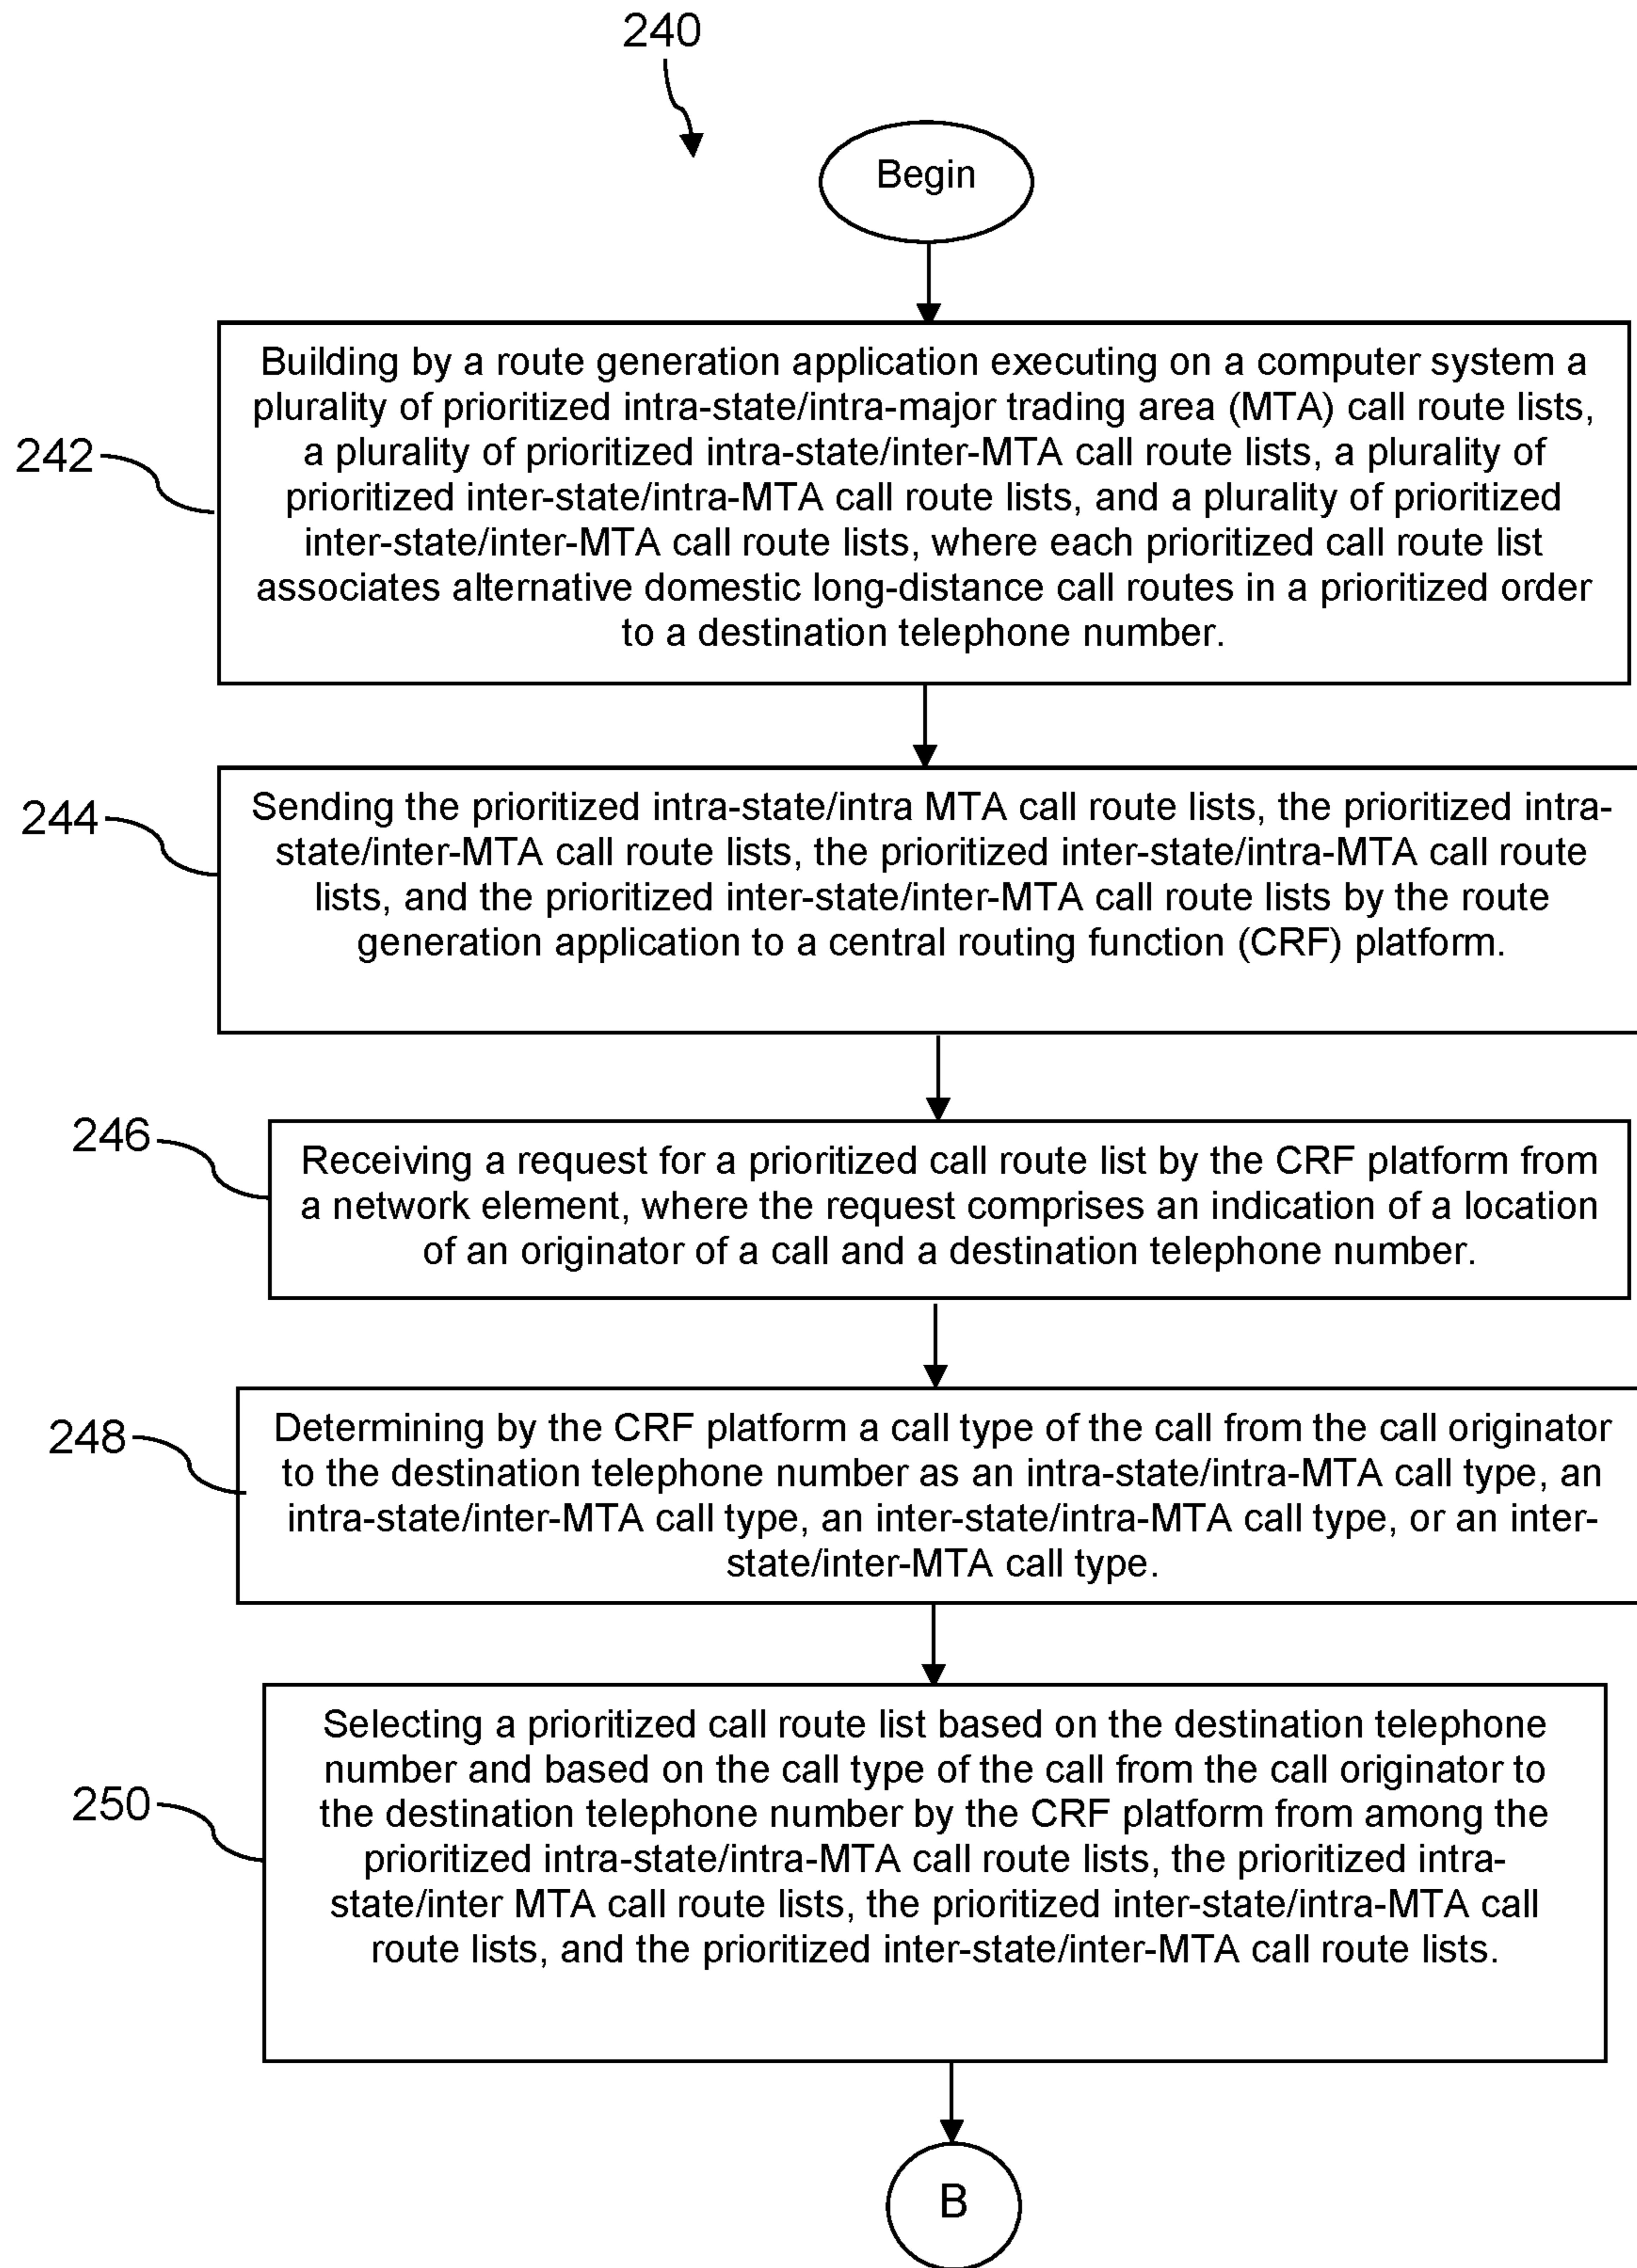 240
Begin
242
Building by a route generation application executing on a computer system a
plurality of prioritized intra-state/intra-major trading area (MTA) call route lists,
a plurality of prioritized intra-state/inter-MTA call route lists, a plurality of
prioritized inter-state/intra-MTA call route lists, and a plurality of prioritized
inter-state/inter-MTA call route lists, where each prioritized call route list
associates alternative domestic long-distance call routes in a prioritized order
to a destination telephone number.
244
Sending the prioritized intra-state/intra MTA call route lists, the prioritized intra-
state/inter-MTA call route lists, the prioritized inter-state/intra-MTA call route
lists, and the prioritized inter-state/inter-MTA call route lists by the route
generation application to a central routing function (CRF) platform.
246
Receiving a request for a prioritized call route list by the CRF platform from
a network element, where the request comprises an indication of a location
of an originator of a call and a destination telephone number.
248
Determining by the CRF platform a call type of the call from the call originator
to the destination telephone number as an intra-state/intra-MTA call type, an
intra-state/inter-MTA call type, an inter-state/intra-MTA call type, or an inter-
state/inter-MTA call type.
250
Selecting a prioritized call route list based on the destination telephone
number and based on the call type of the call from the call originator to
the destination telephone number by the CRF platform from among the
prioritized intra-state/intra-MTA call route lists, the prioritized intra-
state/inter MTA call route lists, the prioritized inter-state/intra-MTA call
route lists, and the prioritized inter-state/inter-MTA call route lists.
B